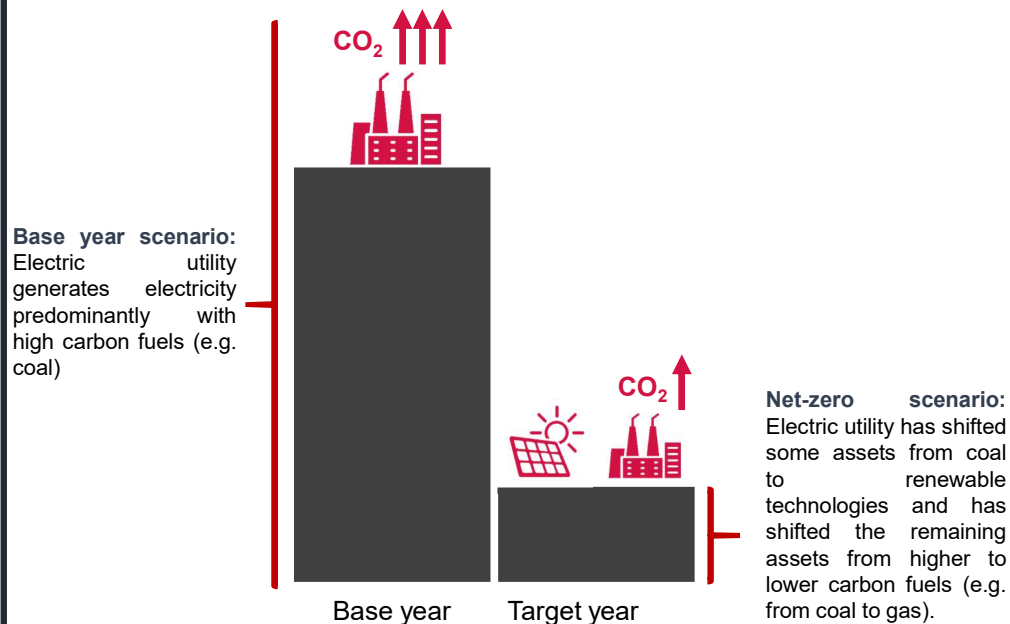 CO₂
Base year scenario:
Electric utility
generates electricity
predominantly with
high carbon fuels (e.g.
coal)
CO₂
Net-zero scenario:
Electric utility has shifted
some assets from coal
to renewable
technologies and has
shifted the remaining
assets from higher to
lower carbon fuels (e.g.
from coal to gas).
Base year
Target year